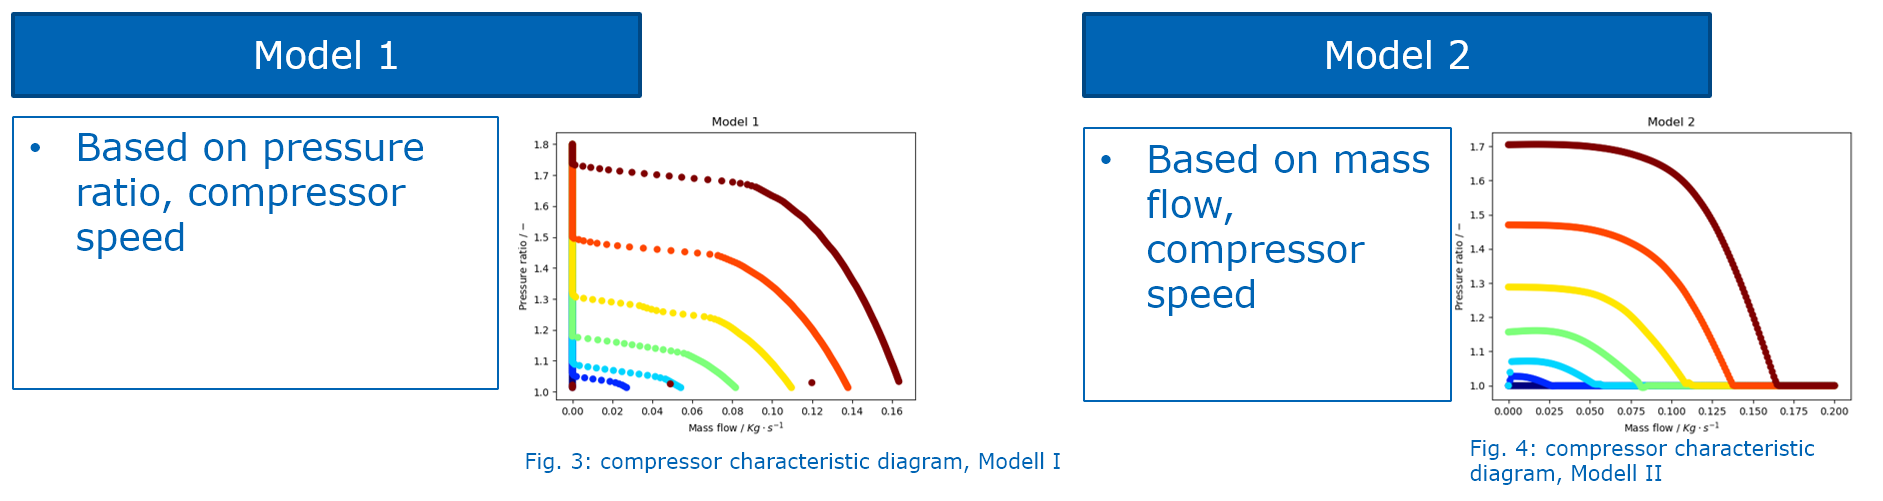 Model 1
• Based on pressure
ratio, compressor
speed
Model 1
1.8
1.7
1.6
1.5
1.4
1.3
1.2
1.1
1.0
Pressure ratio / −
0.00 0.02 0.04 0.06 0.08 0.10 0.12 0.14 0.16
Mass flow / Kg · s⁻¹
Fig. 3: compressor characteristic diagram, Modell I
Model 2
• Based on mass
flow,
compressor
speed
Model 2
1.7
1.6
1.5
1.4
1.3
1.2
1.1
1.0
Pressure ratio / −
0.000 0.025 0.050 0.075 0.100 0.125 0.150 0.175 0.200
Mass flow / Kg · s⁻¹
Fig. 4: compressor characteristic
diagram, Modell II